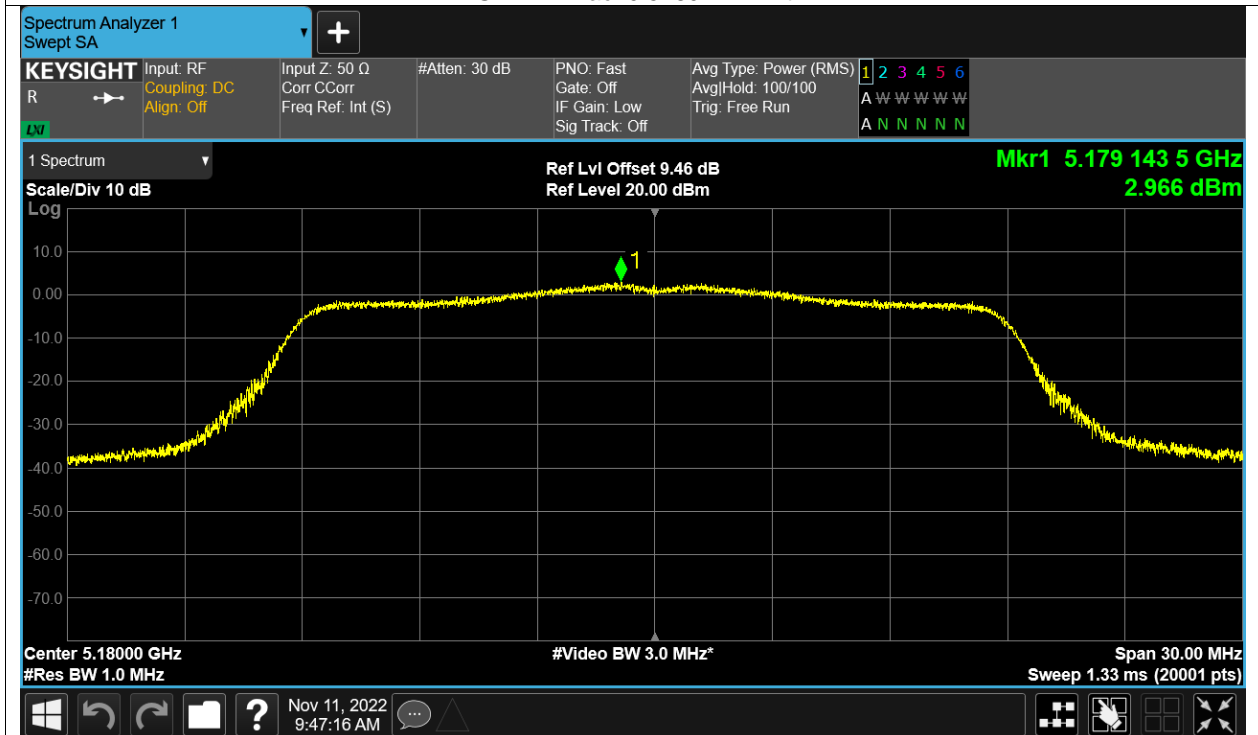 Spectrum Analyzer 1
Swept SA
+
KEYSIGHT
R
LXI
Input: RF
Coupling: DC
Align: Off
Input Z: 50 Ω
Corr CCorr
Freq Ref: Int (S)
#Atten: 30 dB
PNO: Fast
Gate: Off
IF Gain: Low
Sig Track: Off
Avg Type: Power (RMS)
Avg|Hold: 100/100
Trig: Free Run
1 2 3 4 5 6
A W W W W W
A N N N N N
1 Spectrum
Scale/Div 10 dB
Log
Ref Lvl Offset 9.46 dB
Ref Level 20.00 dBm
Mkr1 5.179 143 5 GHz
2.966 dBm
1
10.0
0.00
-10.0
-20.0
-30.0
-40.0
-50.0
-60.0
-70.0
Center 5.18000 GHz
#Res BW 1.0 MHz
#Video BW 3.0 MHz*
Span 30.00 MHz
Sweep 1.33 ms (20001 pts)
?
Nov 11, 2022
9:47:16 AM